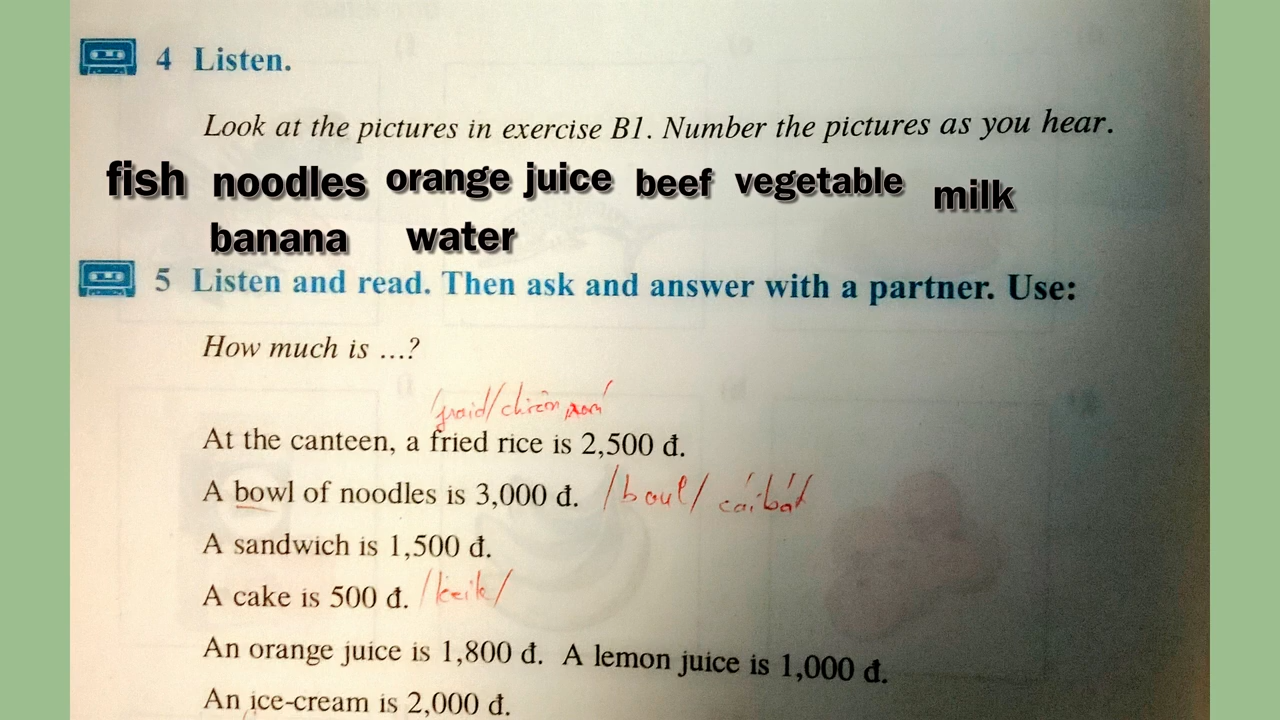 4 Listen.
Look at the pictures in exercise B1. Number the pictures as you hear.
fish noodles orange juice beef vegetable milk
banana water
5 Listen and read. Then ask and answer with a partner. Use:
How much is ...?
/fraid/ chiên
At the canteen, a fried rice is 2,500 đ.
A bowl of noodles is 3,000 đ. /boul/ cái bát
A sandwich is 1,500 đ.
A cake is 500 đ. /keik/
An orange juice is 1,800 đ. A lemon juice is 1,000 đ.
An ice-cream is 2,000 đ.